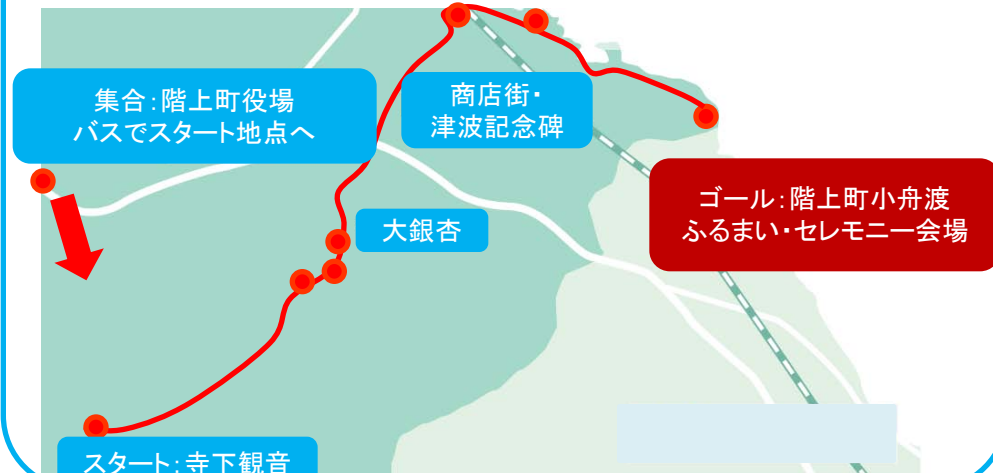 集合：階上町役場
バスでスタート地点へ
商店街・
津波記念碑
大銀杏
ゴール：階上町小舟渡
ふるまい・セレモニー会場
スタート：寺下観音